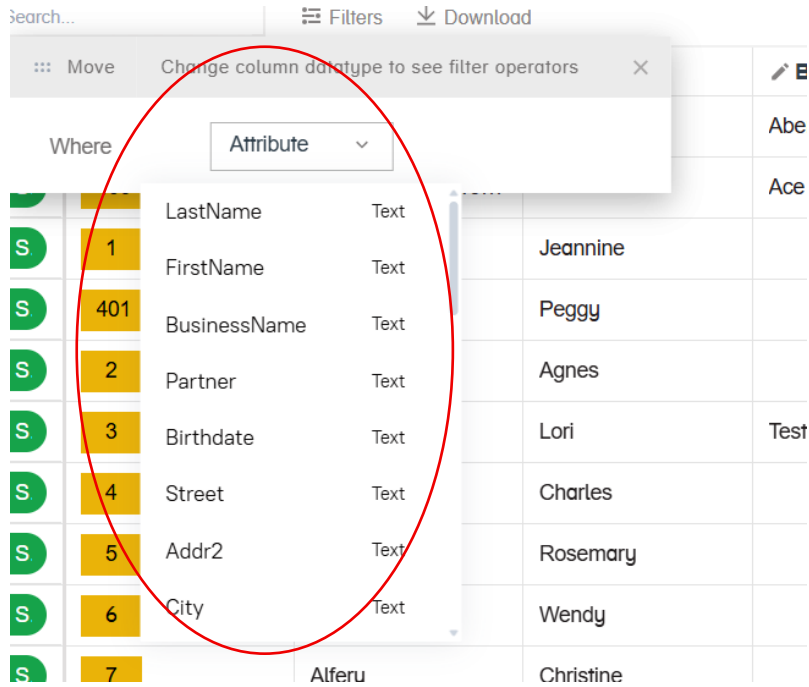 Search... Filters Download
Move Change column datatype to see filter operators
Where Attribute
Abe
Ace
LastName Text
S. 1 FirstName Text Jeannine
S. 401 BusinessName Text Peggy
S. 2 Partner Text Agnes
S. 3 Birthdate Text Lori Test
S. 4 Street Text Charles
S. 5 Addr2 Text Rosemary
S. 6 City Text Wendy
S. 7 Alfery Christine